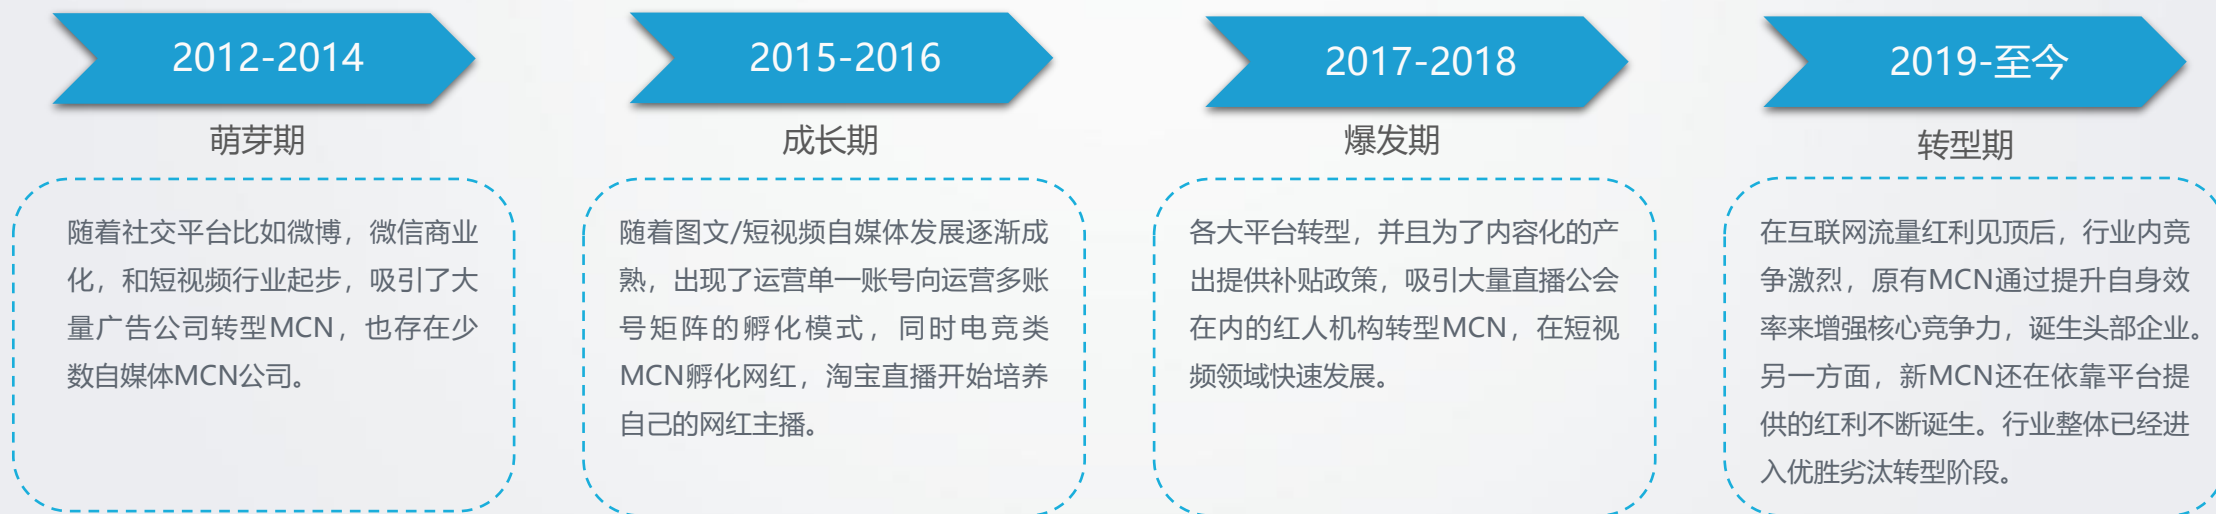 2012-2014
萌芽期
随着社交平台比如微博，微信商业
化，和短视频行业起步，吸引了大
量广告公司转型MCN，也存在少
数自媒体MCN公司。
2015-2016
成长期
随着图文/短视频自媒体发展逐渐成
熟，出现了运营单一账号向运营多账
号矩阵的孵化模式，同时电竞类
MCN孵化网红，淘宝直播开始培养
自己的网红主播。
2017-2018
爆发期
各大平台转型，并且为了内容化的产
出提供补贴政策，吸引大量直播公会
在内的红人机构转型MCN，在短视
频领域快速发展。
2019-至今
转型期
在互联网流量红利见顶后，行业内竞
争激烈，原有MCN通过提升自身效
率来增强核心竞争力，诞生头部企业。
另一方面，新MCN还在依靠平台提
供的红利不断诞生。行业整体已经进
入优胜劣汰转型阶段。